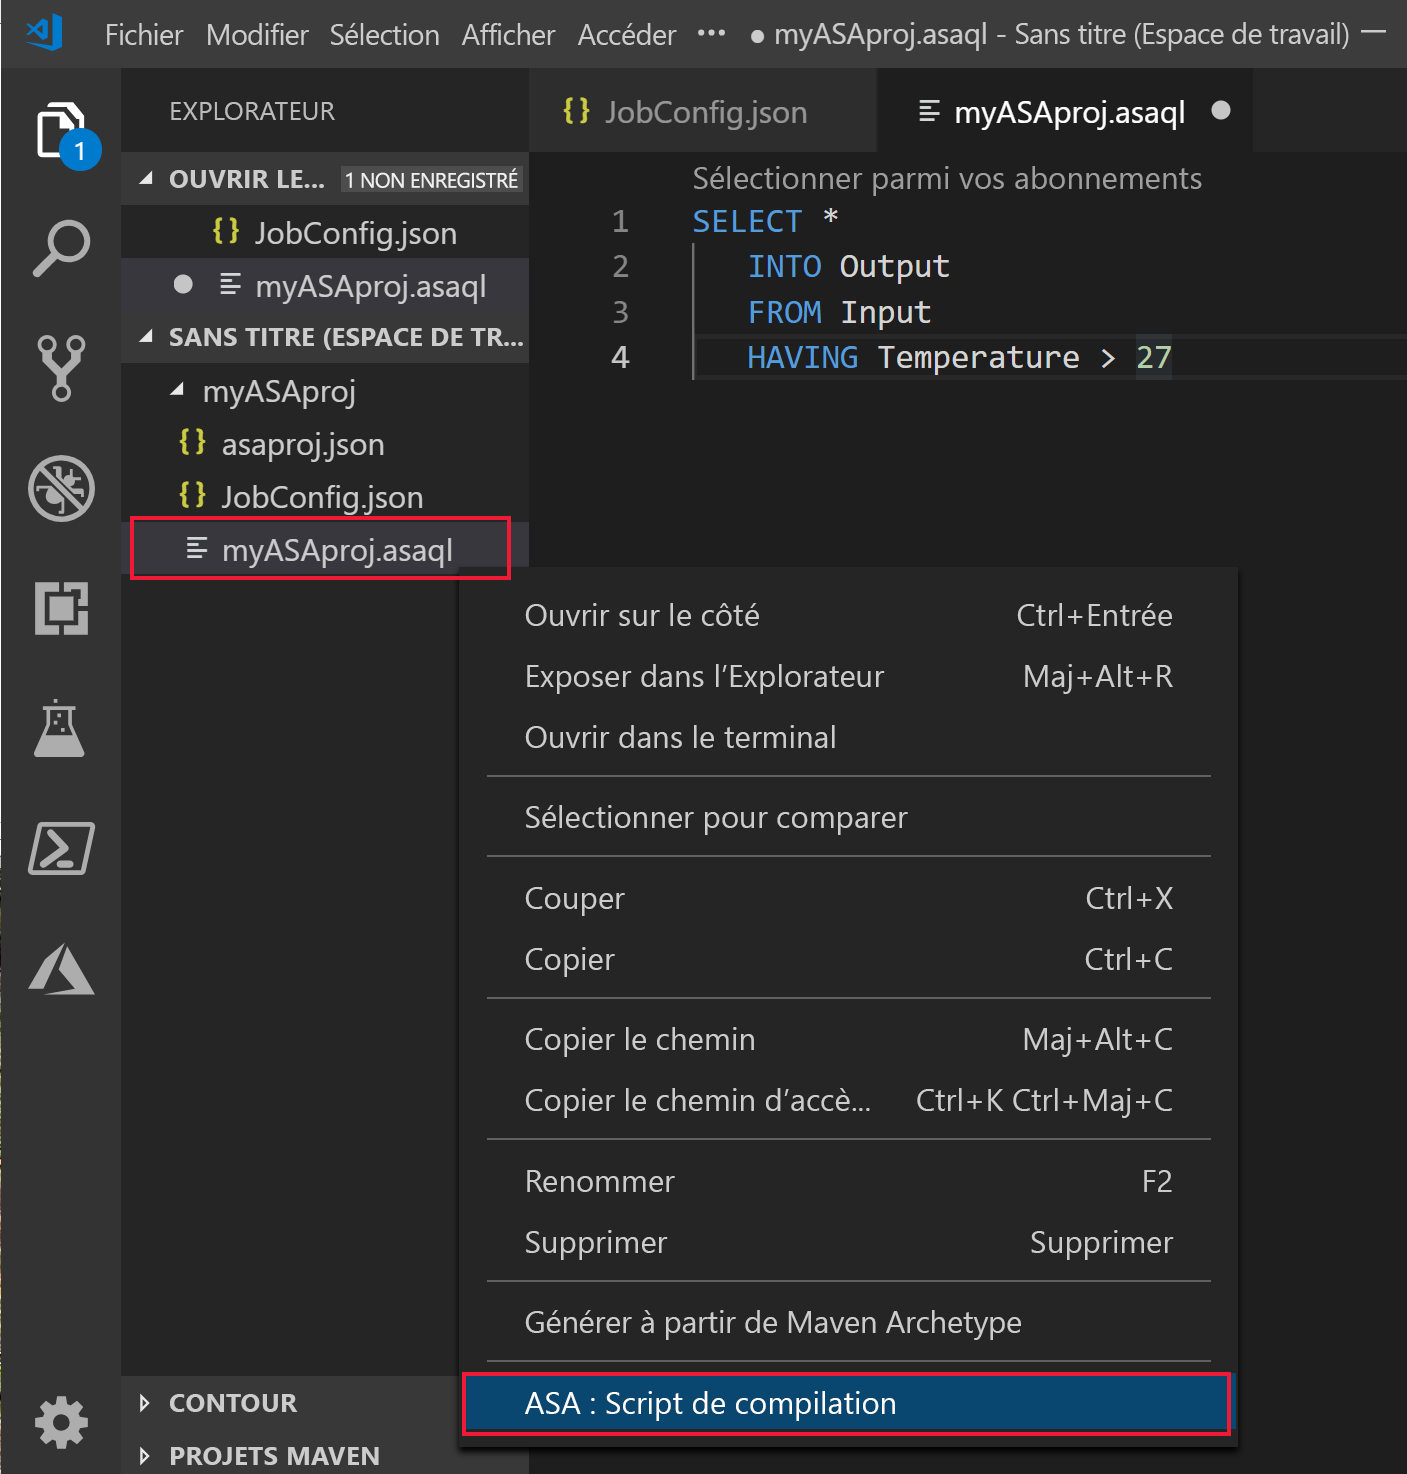 Fichier Modifier Sélection Afficher Accéder ••• ● myASAproj.asaql - Sans titre (Espace de travail)
1
EXPLORATEUR
OUVRIR LE... 1 NON ENREGISTRÉ
{} JobConfig.json
myASAproj.asaql
SANS TITRE (ESPACE DE TR...
myASAproj
{} asaproj.json
{} JobConfig.json
myASAproj.asaql
CONTOUR
PROJETS MAVEN
{} JobConfig.json
myASAproj.asaql
Sélectionner parmi vos abonnements
1 SELECT *
2 INTO Output
3 FROM Input
4 HAVING Temperature > 27
Ouvrir sur le côté Ctrl+Entrée
Exposer dans l’Explorateur Maj+Alt+R
Ouvrir dans le terminal
Sélectionner pour comparer
Couper Ctrl+X
Copier Ctrl+C
Copier le chemin Maj+Alt+C
Copier le chemin d’accè... Ctrl+K Ctrl+Maj+C
Renommer F2
Supprimer Supprimer
Générer à partir de Maven Archetype
ASA : Script de compilation